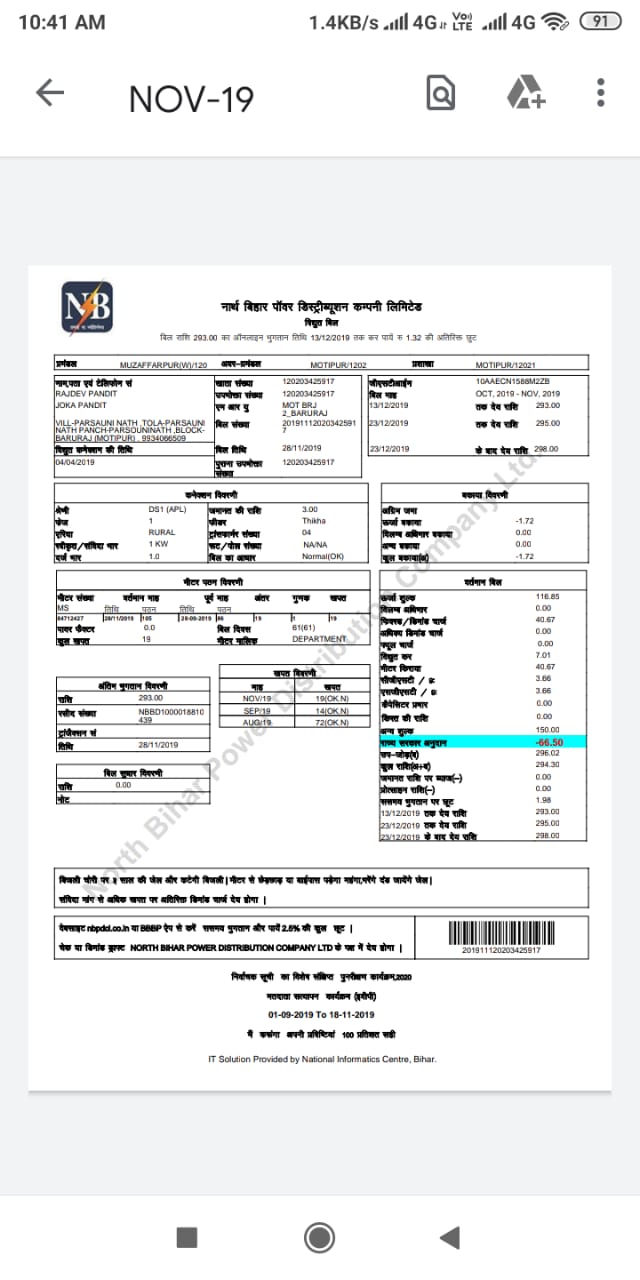 10:41 AM 1.4KB/s 4G Vo) LTE 4G 91
NOV-19
NB
नार्थ बिहार पॉवर डिस्ट्रीब्यूशन कम्पनी लिमिटेड
विद्युत बिल
बिल राशि 293.00 का ऑनलाइन भुगतान तिथि 13/12/2019 तक कर पायें रु 1.32 की अतिरिक्त छूट
प्रमंडल MUZAFFARPUR(W)/120 अवर-प्रमंडल MOTIPUR/1202 प्रशाखा MOTIPUR/12021
नाम,पता एवं टेलिफोन सं
RAJDEV PANDIT
JOKA PANDIT
VILL-PARSAUNI NATH ,TOLA-PARSAUNI
NATH PANCH-PARSOUNINATH ,BLOCK-
BARURAJ (MOTIPUR) . 9934066509
विद्युत कनेक्शन की तिथि
04/04/2019
खाता संख्या 120203425917
उपभोक्ता संख्या 120203425917
एम आर यु MOT BRJ
2_BARURAJ
बिल संख्या 20191112020342591
7
बिल तिथि 28/11/2019
पुराना उपभोक्ता संख्या 120203425917
जीएसटीआईन 10AAECN1588M2ZB
बिल माह OCT, 2019 - NOV, 2019
13/12/2019 तक देय राशि 293.00
23/12/2019 तक देय राशि 295.00
23/12/2019 के बाद देय राशि 298.00
कनेक्शन विवरणी
श्रेणी DS1 (APL) जमानत की राशि 3.00
फेज 1 फीडर Thikha
एरिया RURAL ट्रांसफार्मर संख्या 04
स्वीकृत/संविदा भार 1 KW रूट/पोल संख्या NA/NA
दर्ज भार 1.0 बिल का आधार Normal(OK)
बकाया विवरणी
अग्रिम जमा
ऊर्जा बकाया -1.72
विलम्ब अधिभार बकाया 0.00
अन्य बकाया 0.00
कुल बकाया(अ) -1.72
मीटर पठन विवरणी
मीटर संख्या वर्तमान माह पूर्व माह अंतर गुणक खपत
MS तिथि पठन तिथि पठन
84712427 28/11/2019 105 28-09-2019 86 19 1 19
पावर फैक्टर 0.0 बिल दिवस 61(61)
कुल खपत 19 मीटर मालिक DEPARTMENT
वर्तमान बिल
ऊर्जा शुल्क 116.85
विलम्ब अधिभार 0.00
फिक्स्ड/डिमांड चार्ज 40.67
अधिक्य डिमांड चार्ज 0.00
फ्यूल चार्ज 0.00
विद्युत कर 7.01
मीटर किराया 40.67
सीजीएसटी / रू 3.66
एसजीएसटी / रू 3.66
कैपेसिटर प्रभार 0.00
किस्त की राशि 0.00
अन्य शुल्क 150.00
राज्य सरकार अनुदान -66.50
उप-जोड़(ब) 296.02
कुल राशि(अ+ब) 294.30
जमानत राशि पर ब्याज(-) 0.00
प्रोत्साहन राशि(-) 0.00
ससमय भुगतान पर छूट 1.98
13/12/2019 तक देय राशि 293.00
23/12/2019 तक देय राशि 295.00
23/12/2019 के बाद देय राशि 298.00
खपत विवरणी
माह खपत
NOV/19 19(OK.N)
SEP/19 14(OK.N)
AUG/19 72(OK.N)
अंतिम भुगतान विवरणी
राशि 293.00
रसीद संख्या NBBD1000018810
439
ट्रांजैक्सन सं
तिथि 28/11/2019
बिल सुधार विवरणी
राशि 0.00
नोट
North Bihar Power Distribution Company Ltd.
बिजली चोरी पर ३ साल की जेल और कटेगी बिजली | मीटर से छेड़छाड़ या बाईपास पड़ेगा महंगा,भरेंगे दंड जायेंगे जेल |
संविदा मांग से अधिक खपत पर अतिरिक्त डिमांड चार्ज देय होगा |
वेबसाइट nbpdcl.co.in या BBBP ऐप से करें ससमय भुगतान और पायें 2.5% की कुल छूट |
चेक या डिमांड ड्राफ्ट NORTH BIHAR POWER DISTRIBUTION COMPANY LTD के पक्ष में देय होगा |
201911120203425917
निर्वाचक सूची का विशेष संक्षिप्त पुनरीक्षण कार्यक्रम,2020
मतदाता सत्यापन कार्यक्रम (इवीपी)
01-09-2019 To 18-11-2019
मैं करूंगा अपनी प्रविष्टियां 100 प्रतिशत सही
IT Solution Provided by National Informatics Centre, Bihar.